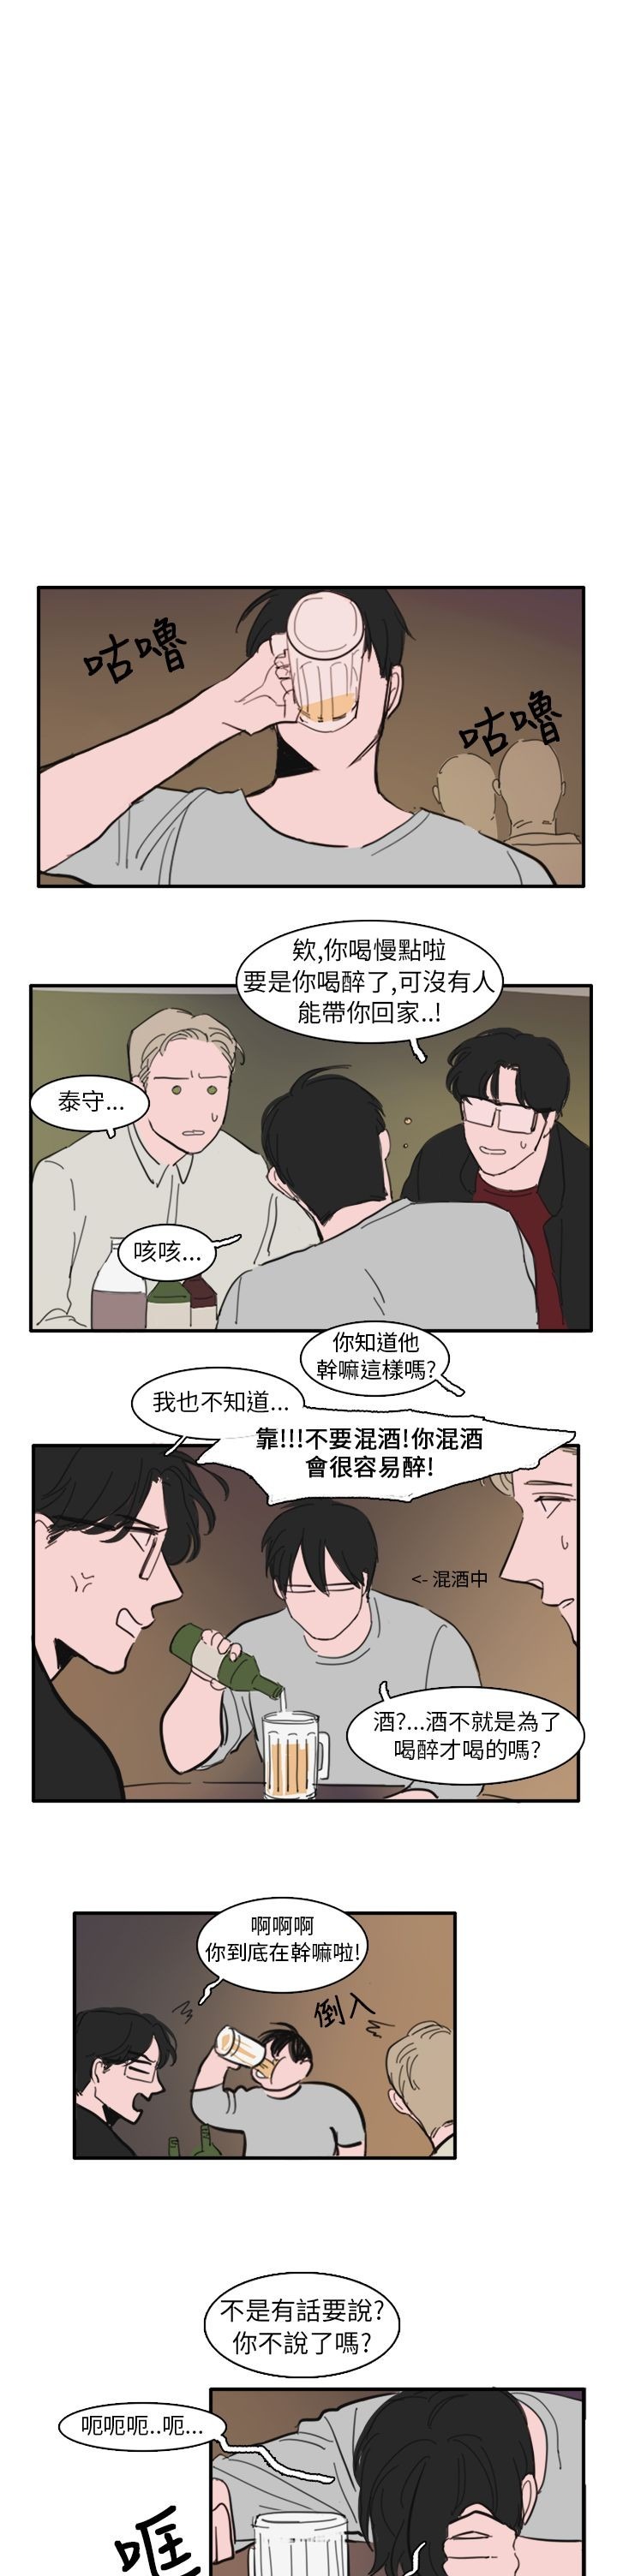 咕嚕
咕嚕
欸,你喝慢點啦
要是你喝醉了,可沒有人
能帶你回家..!
泰守...
咳咳...
你知道他
幹嘛這樣嗎?
我也不知道...
靠!!!不要混酒!你混酒
會很容易醉!
<- 混酒中
酒?...酒不就是為了
喝醉才喝的嗎?
啊啊啊
你到底在幹嘛啦!
倒入
不是有話要說?
你不說了嗎?
呃呃呃..呃...
哐